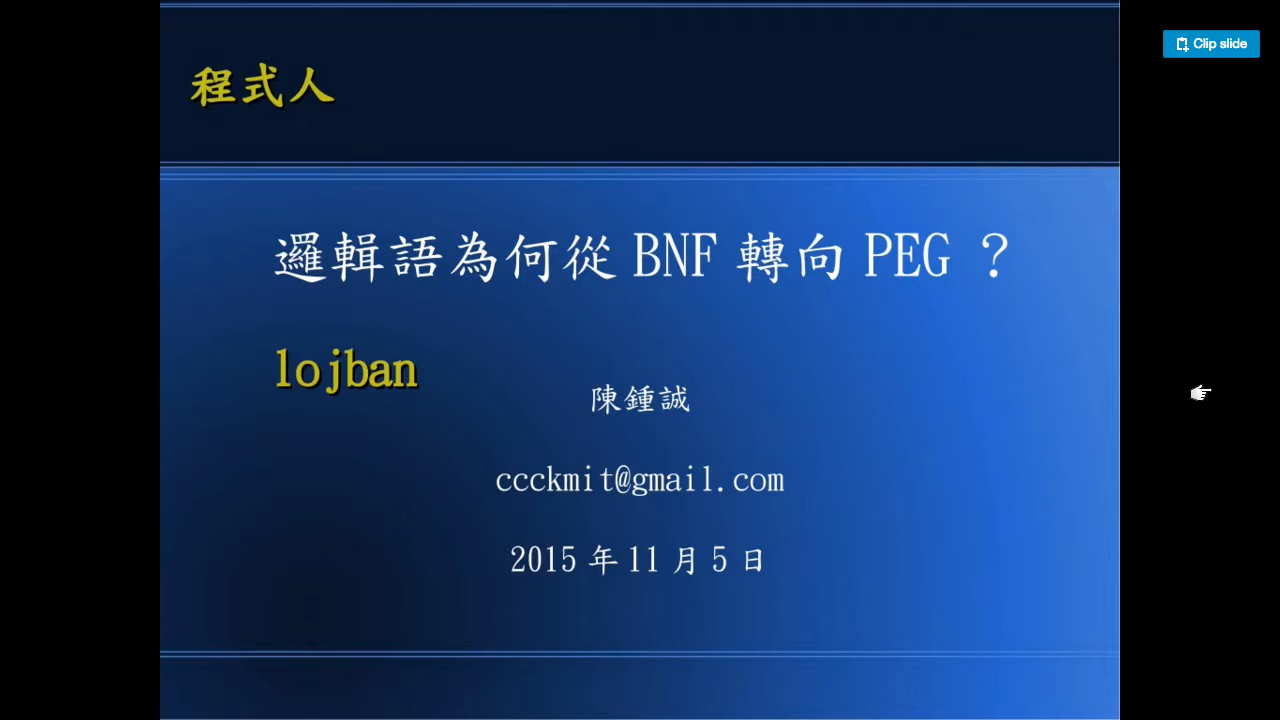 Clip slide
程式人
邏輯語為何從 BNF 轉向 PEG ？
lojban
陳鍾誠
ccckmit@gmail.com
2015 年 11 月 5 日